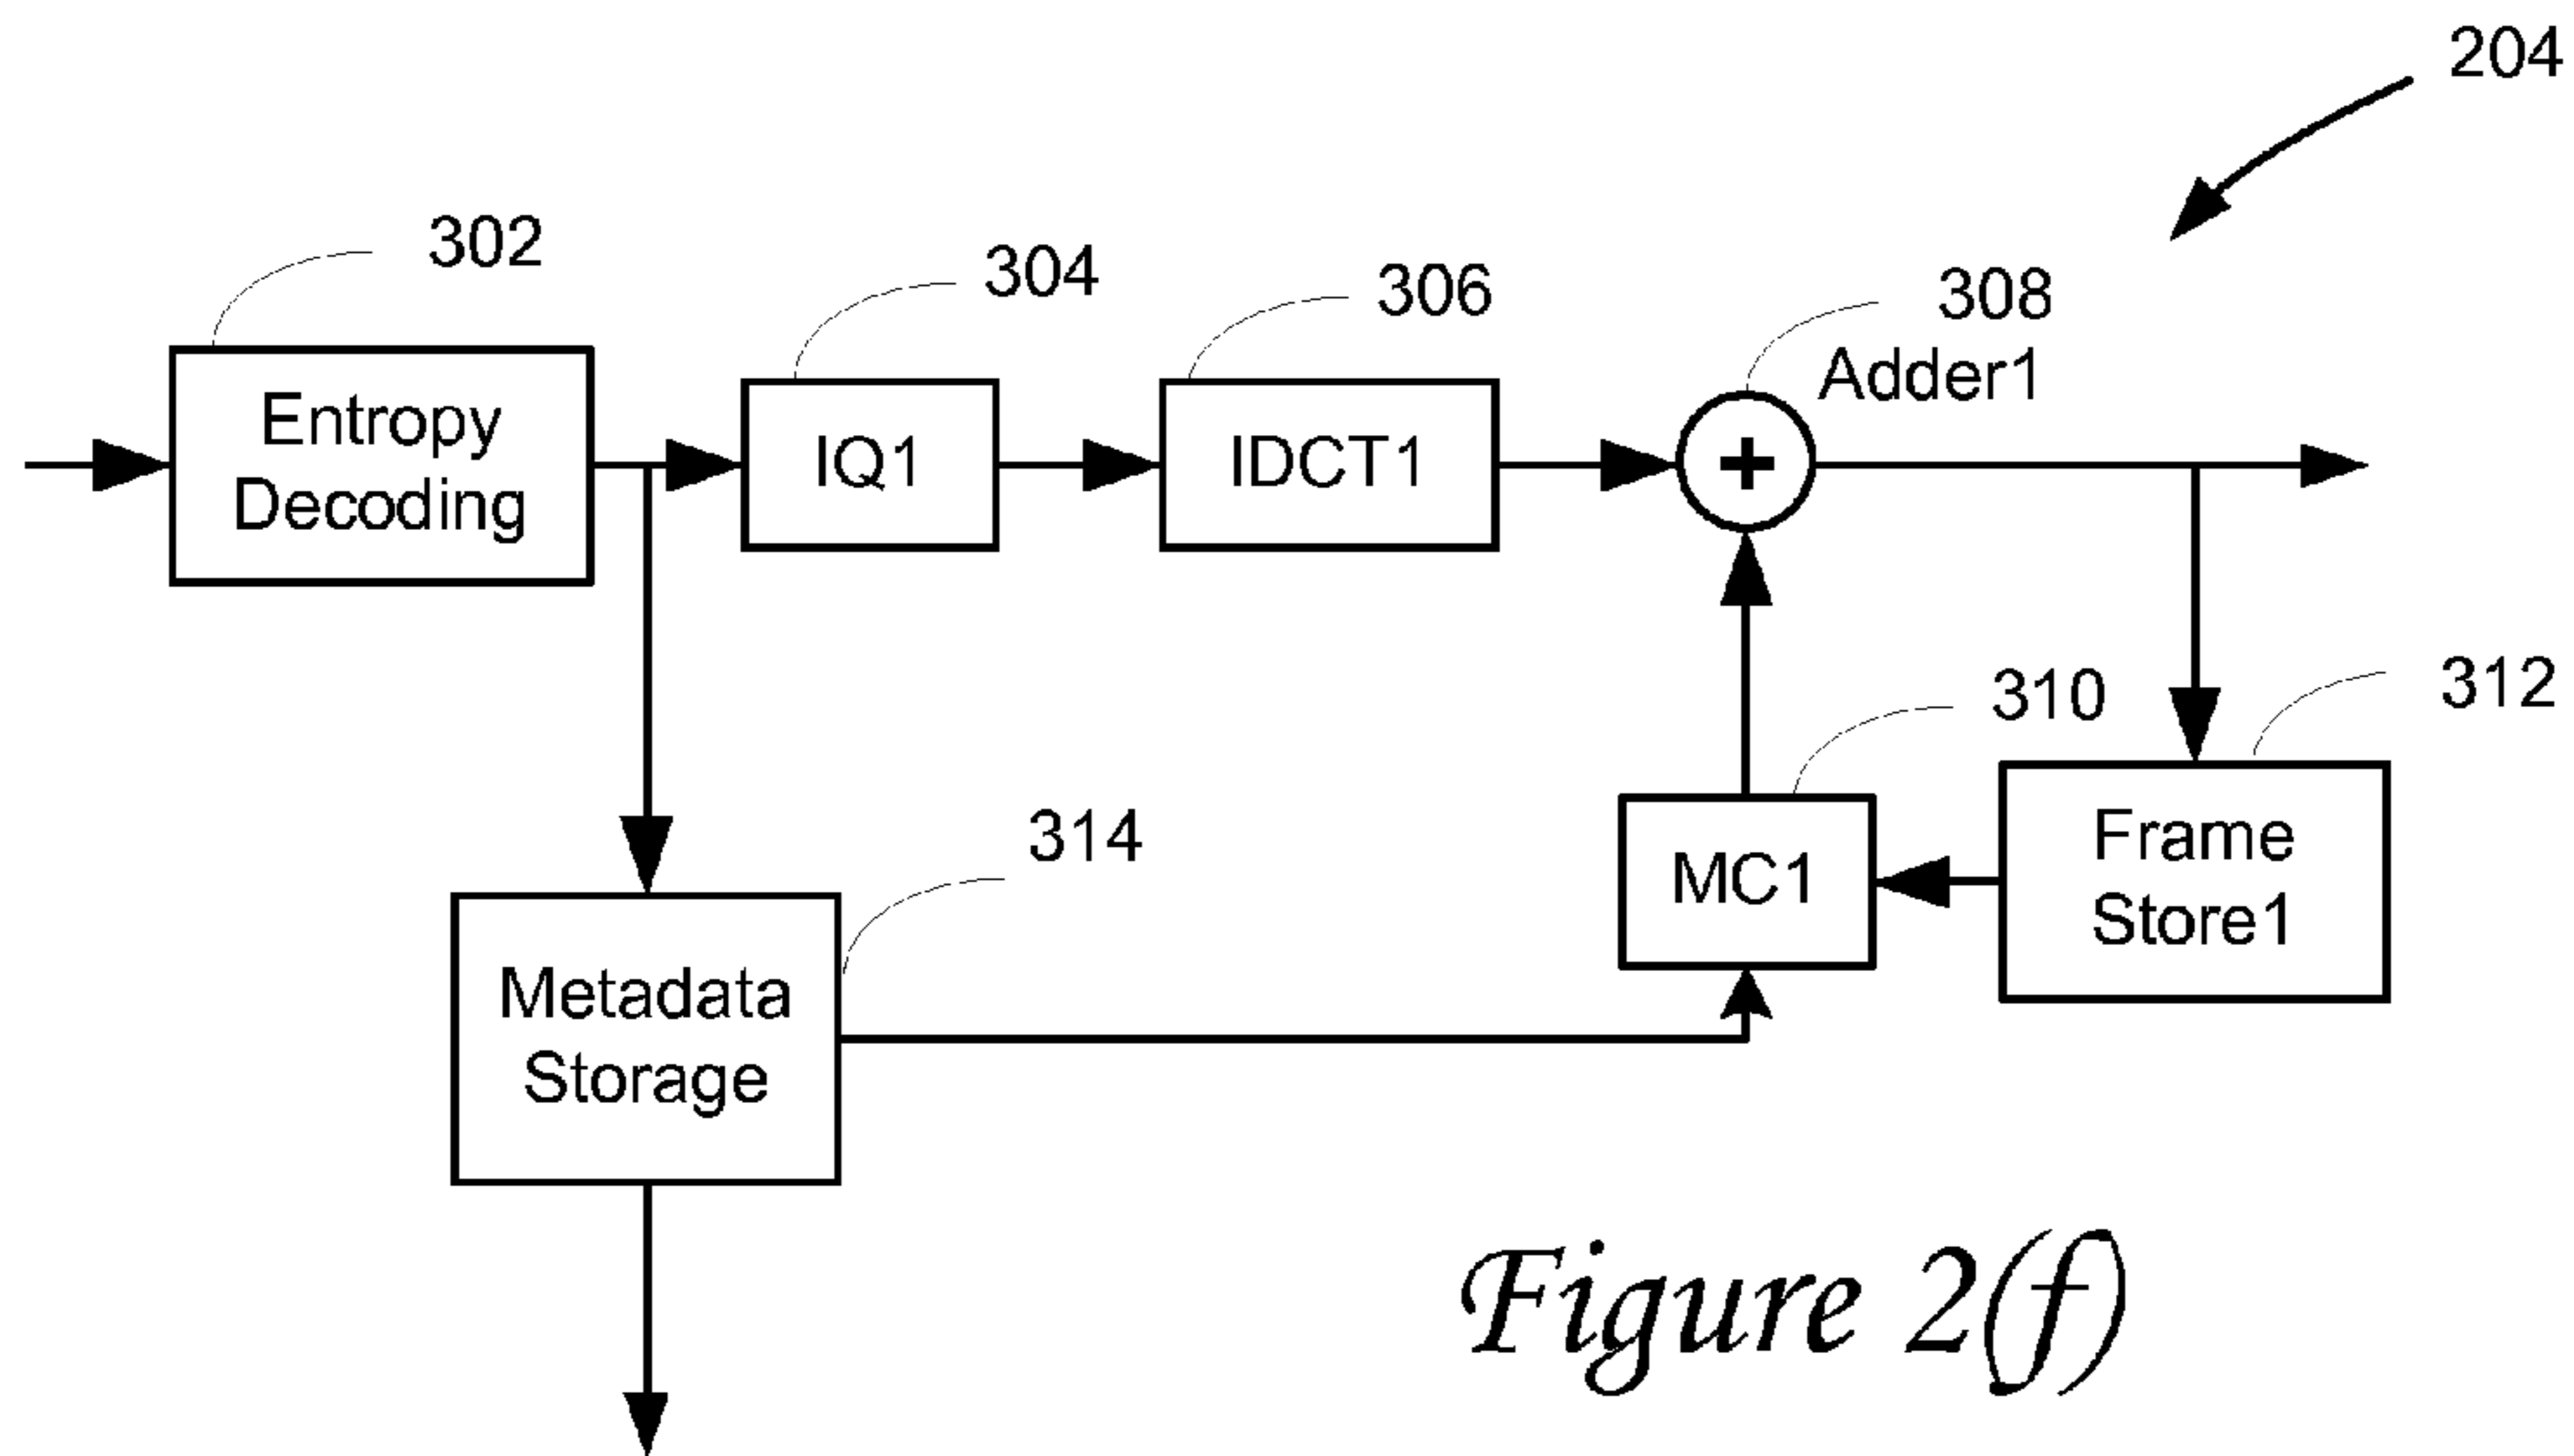 204
302
304
306
308
Adder1
Entropy
Decoding
IQ1
IDCT1
+
310
312
314
MC1
Frame
Store1
Metadata
Storage
Figure 2(f)